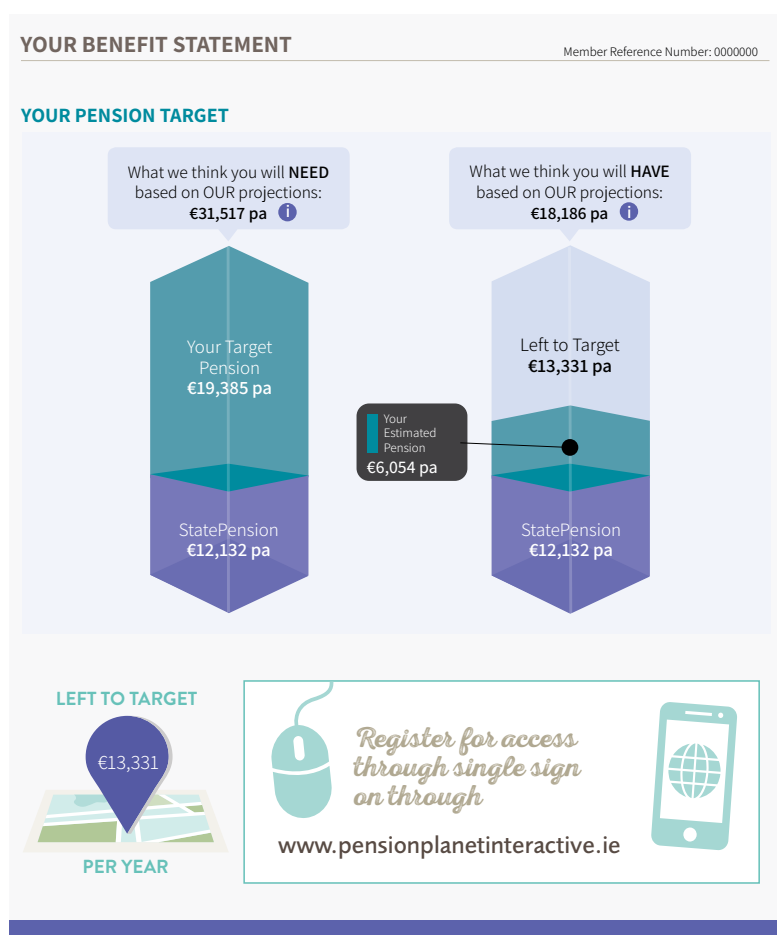 YOUR BENEFIT STATEMENT
Member Reference Number: 0000000
YOUR PENSION TARGET
What we think you will NEED
based on OUR projections:
€31,517 pa i
What we think you will HAVE
based on OUR projections:
€18,186 pa i
Your Target
Pension
€19,385 pa
StatePension
€12,132 pa
Left to Target
€13,331 pa
Your
Estimated
Pension
€6,054 pa
StatePension
€12,132 pa
LEFT TO TARGET
€13,331
PER YEAR
Register for access
through single sign
on through
www.pensionplanetinteractive.ie